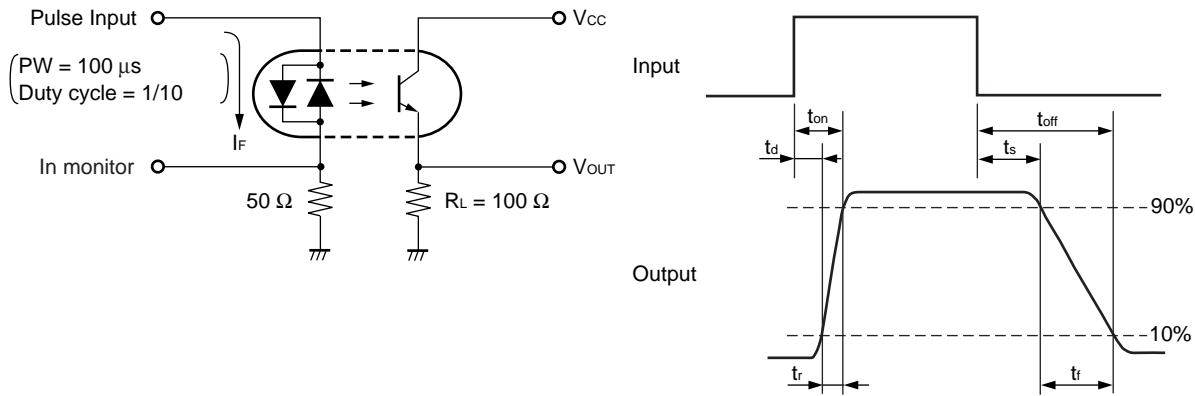 Pulse Input
VCC
PW = 100 μs
Duty cycle = 1/10
IF
In monitor
VOUT
50 Ω
RL = 100 Ω
Input
ton
toff
td
ts
90%
Output
10%
tr
tf